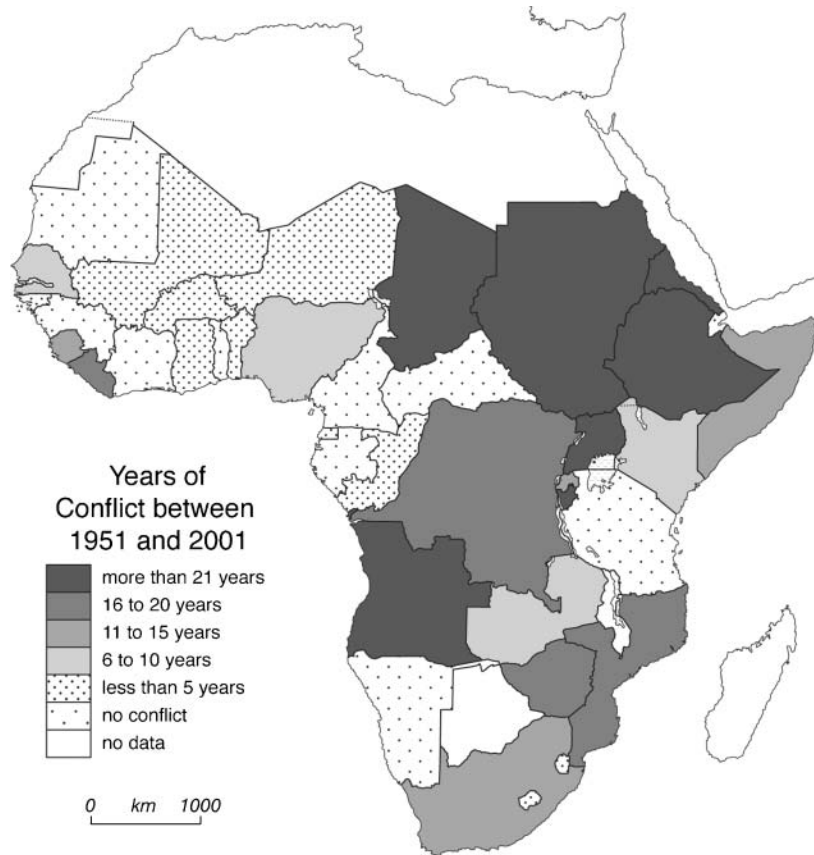 Years of
Conflict between
1951 and 2001
more than 21 years
16 to 20 years
11 to 15 years
6 to 10 years
less than 5 years
no conflict
no data
0 km 1000